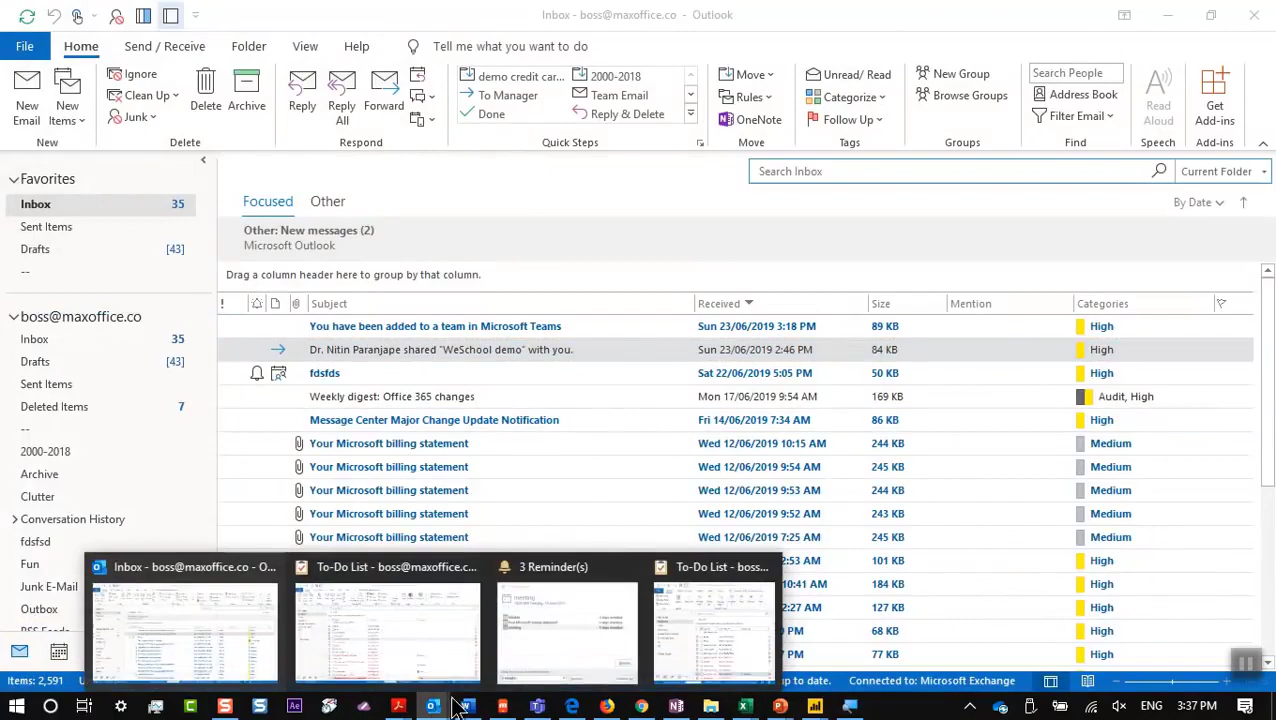 Inbox - boss@maxoffice.co - Outlook
File Home Send / Receive Folder View Help Tell me what you want to do
New Email
New Items
Ignore
Clean Up
Junk
Delete
Archive
Reply
Reply All
Forward
demo credit car...
To Manager
Done
2000-2018
Team Email
Reply & Delete
Move
Rules
OneNote
Unread/ Read
Categorize
Follow Up
New Group
Browse Groups
Search People
Address Book
Filter Email
Read Aloud
Get Add-ins
New Delete Respond Quick Steps Move Tags Groups Find Speech Add-ins
Favorites
Inbox 35
Sent Items
Drafts [43]
--
boss@maxoffice.co
Inbox 35
Drafts [43]
Sent Items
Deleted Items 7
--
2000-2018
Archive
Clutter
Conversation History
fdsfsd
Fun
Junk E-Mail
Outbox
Search Inbox Current Folder
Focused Other By Date
Other: New messages (2)
Microsoft Outlook
Drag a column header here to group by that column.
! Subject Received Size Mention Categories
You have been added to a team in Microsoft Teams Sun 23/06/2019 3:18 PM 89 KB High
Dr. Nitin Paranjape shared "WeSchool demo" with you. Sun 23/06/2019 2:46 PM 84 KB High
fdsfds Sat 22/06/2019 5:05 PM 50 KB High
Weekly digest: Office 365 changes Mon 17/06/2019 9:54 AM 169 KB Audit, High
Message Center Major Change Update Notification Fri 14/06/2019 7:34 AM 86 KB High
Your Microsoft billing statement Wed 12/06/2019 10:15 AM 244 KB Medium
Your Microsoft billing statement Wed 12/06/2019 9:54 AM 245 KB Medium
Your Microsoft billing statement Wed 12/06/2019 9:53 AM 244 KB Medium
Your Microsoft billing statement Wed 12/06/2019 9:52 AM 243 KB Medium
Your Microsoft billing statement Wed 12/06/2019 7:25 AM 245 KB Medium
2:53 AM 101 KB High
10:41 AM 184 KB High
2:27 AM 127 KB High
PM 68 KB High
PM 77 KB High
Inbox - boss@maxoffice.co - O...
To-Do List - boss@maxoffice.c...
3 Reminder(s)
To-Do List - boss...
Items: 2,591 up to date. Connected to: Microsoft Exchange
3:37 PM